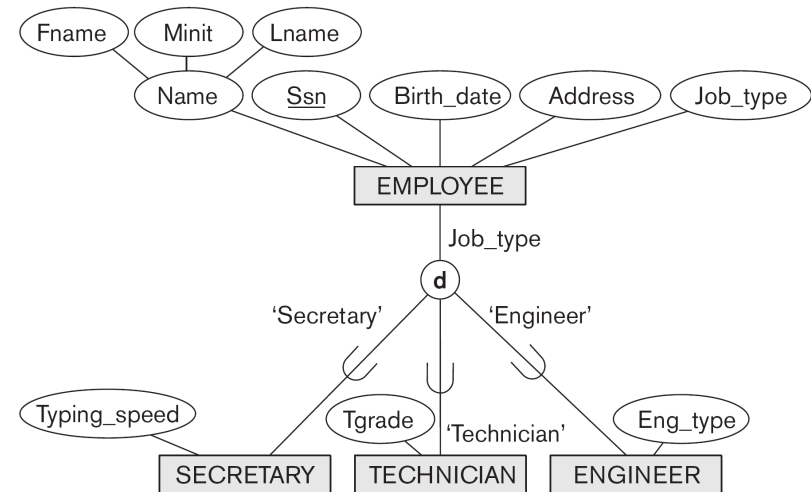 Fname Minit Lname
Name Ssn Birth_date Address Job_type
EMPLOYEE
Job_type
d
‘Secretary’ ‘Engineer’
Typing_speed Tgrade Eng_type
‘Technician’
SECRETARY TECHNICIAN ENGINEER